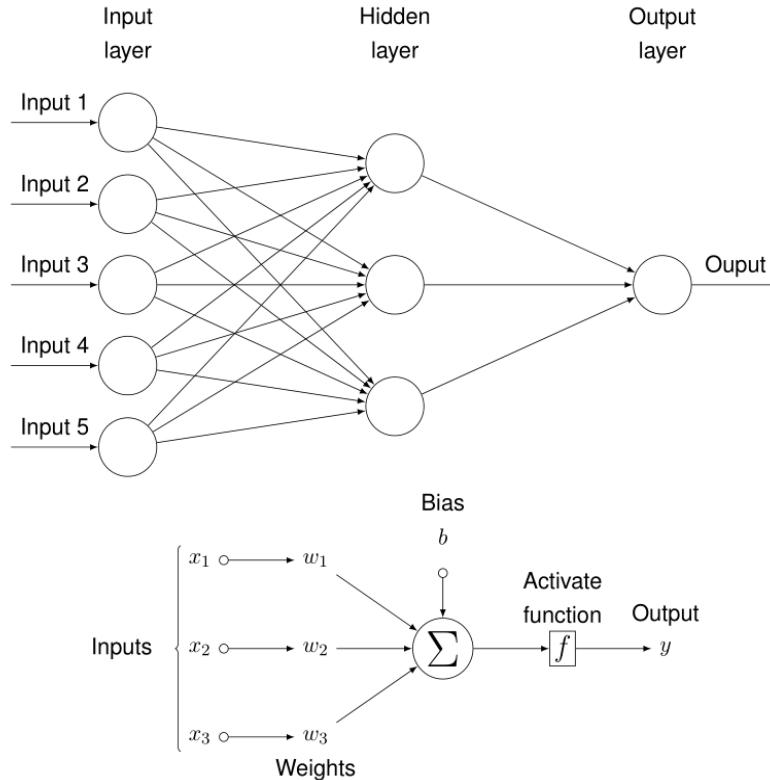 Input
layer
Hidden
layer
Output
layer
Input 1
Input 2
Input 3
Input 4
Input 5
Ouput
Bias
b
x₁ w₁
Activate
function
Output
Inputs
x₂ w₂ ∑ f y
x₃ w₃
Weights